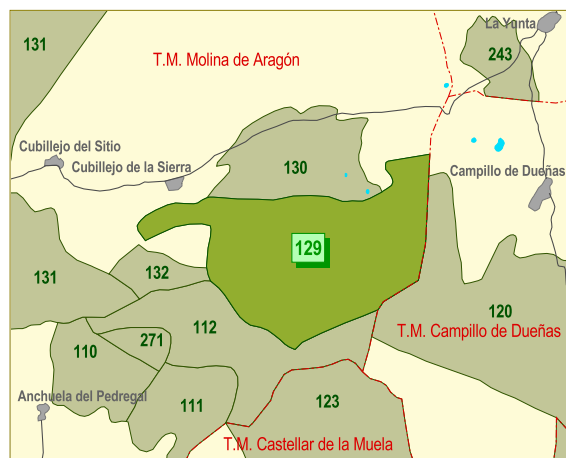 La Yunta
131
243
T.M. Molina de Aragón
Cubillejo del Sitio
Cubillejo de la Sierra
130
Campillo de Dueñas
129
131
132
120
112
T.M. Campillo de Dueñas
271
110
Anchuela del Pedregal
111
123
T.M. Castellar de la Muela